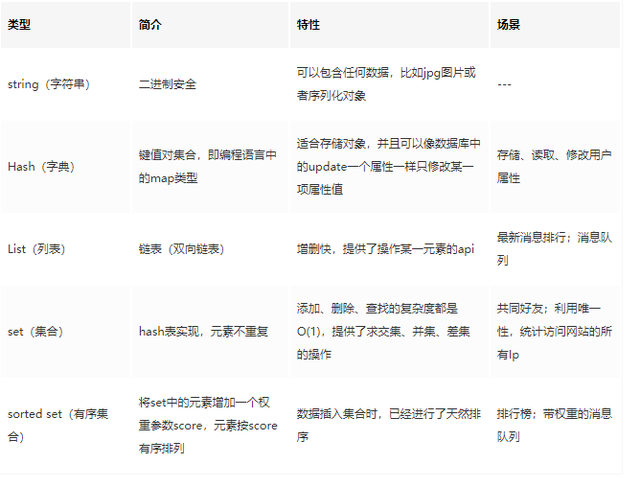 类型 简介 特性 场景
string（字符串） 二进制安全 可以包含任何数据，比如jpg图片或
者序列化对象 ---
Hash（字典） 键值对集合，即编程语言中
的map类型 适合存储对象，并且可以像数据库中
的update一个属性一样只修改某一
项属性值 存储、读取、修改用户
属性
List（列表） 链表（双向链表） 增删快，提供了操作某一元素的api 最新消息排行；消息队
列
set（集合） hash表实现，元素不重复 添加、删除、查找的复杂度都是
O(1)，提供了求交集、并集、差集
的操作 共同好友；利用唯一
性，统计访问网站的所
有Ip
sorted set（有序集
合） 将set中的元素增加一个权
重参数score，元素按score
有序排列 数据插入集合时，已经进行了天然排
序 排行榜；带权重的消息
队列